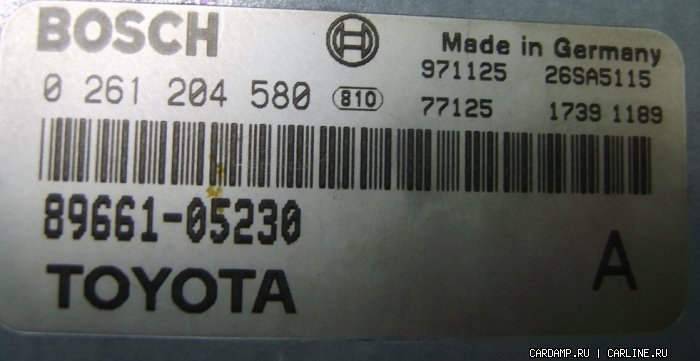 BOSCH
Made in Germany
0 261 204 580 810
971125 26SA5115
77125 1739 1189
89661-05230
TOYOTA
A
CARDAMP.RU | CARLINE.RU